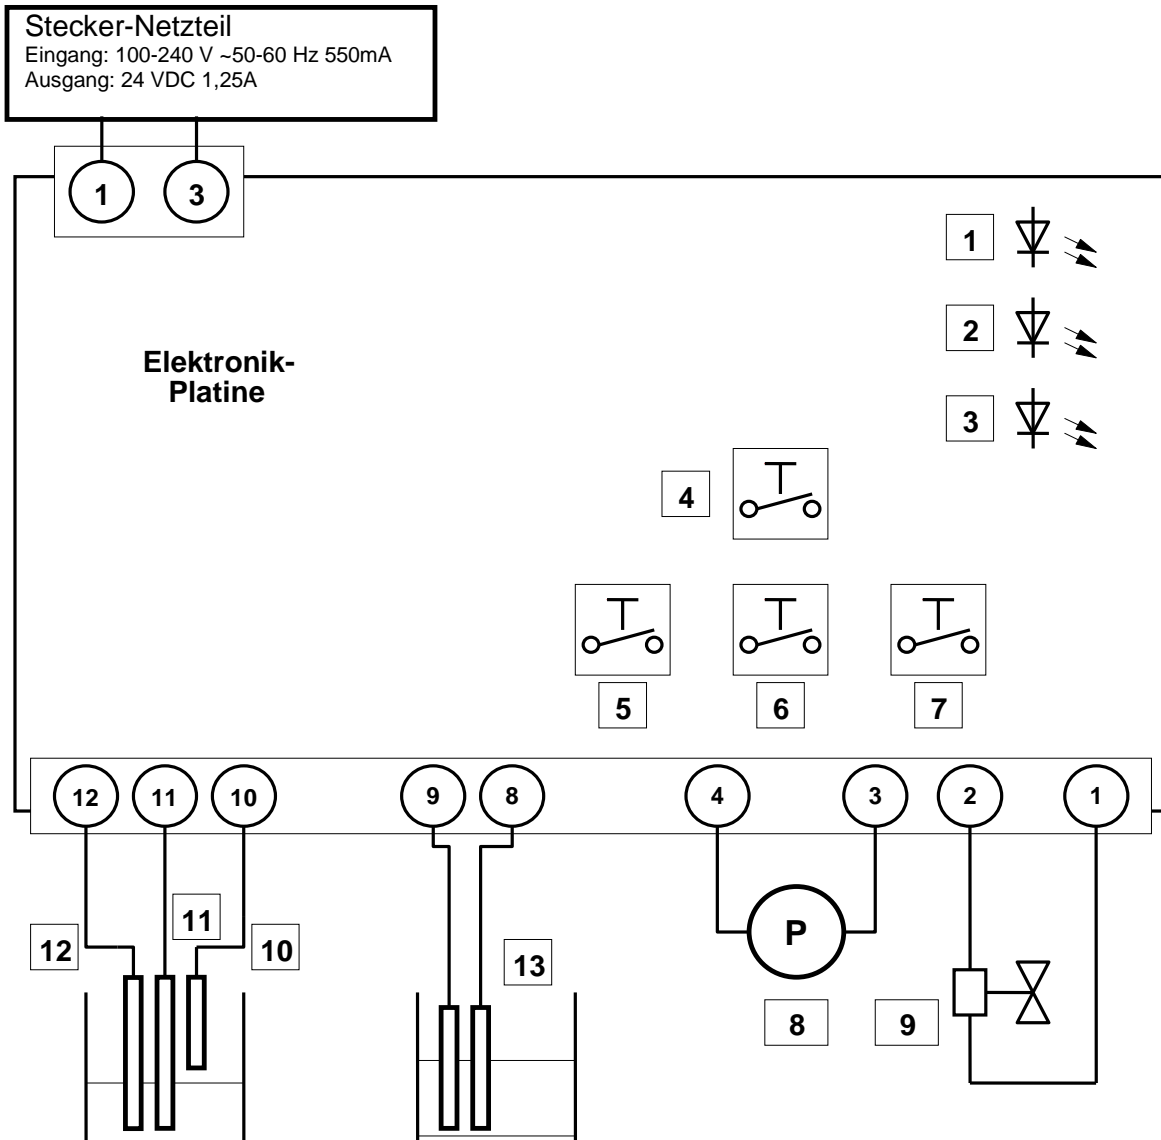 Stecker-Netzteil
Eingang: 100-240 V ~50-60 Hz 550mA
Ausgang: 24 VDC 1,25A
1 3
1
2
Elektronik-
Platine
3
4
5 6 7
12 11 10 9 8 4 3 2 1
11
12 10 13
P
8 9